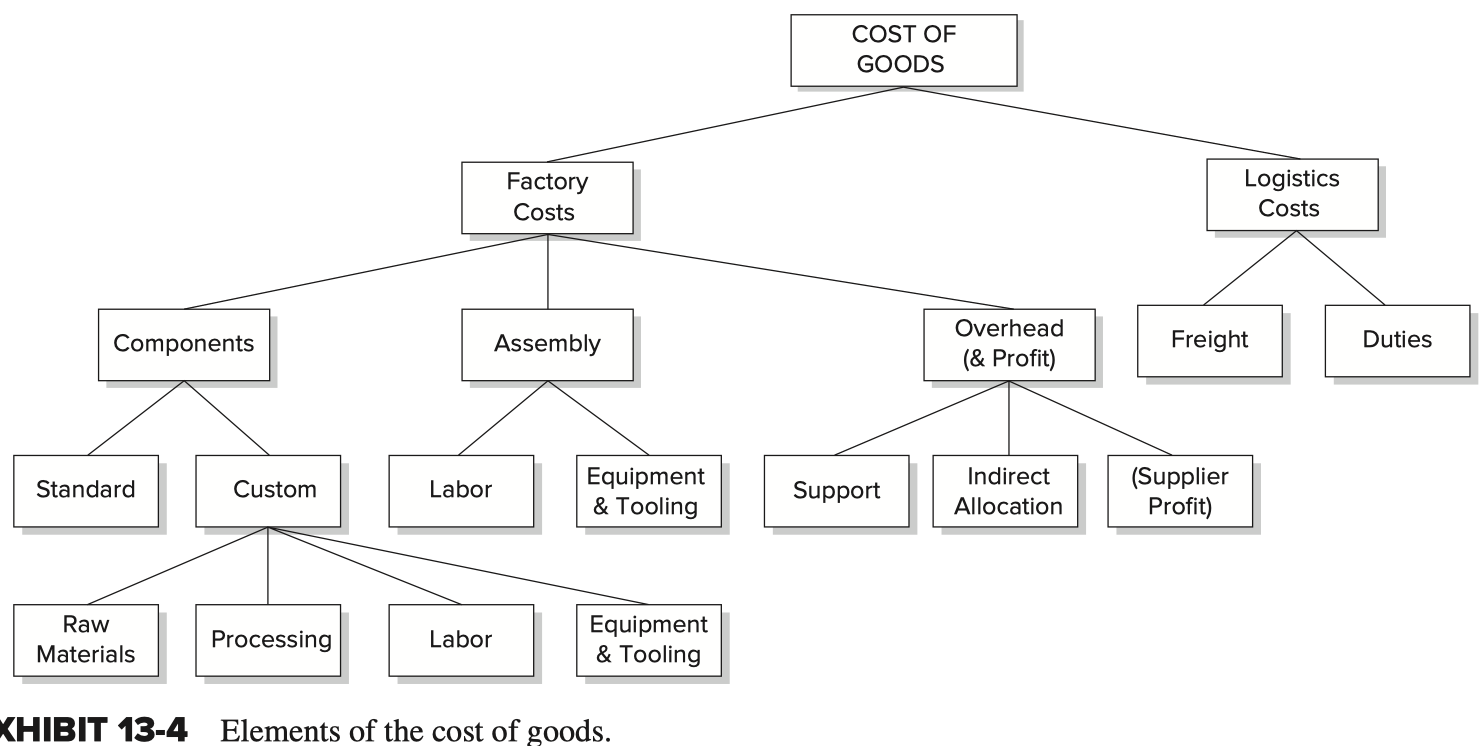 COST OF
GOODS
Factory
Costs
Logistics
Costs
Components
Assembly
Overhead
(& Profit)
Freight
Duties
Standard
Custom
Labor
Equipment
& Tooling
Support
Indirect
Allocation
(Supplier
Profit)
Raw
Materials
Processing
Labor
Equipment
& Tooling
XHIBIT 13-4 Elements of the cost of goods.